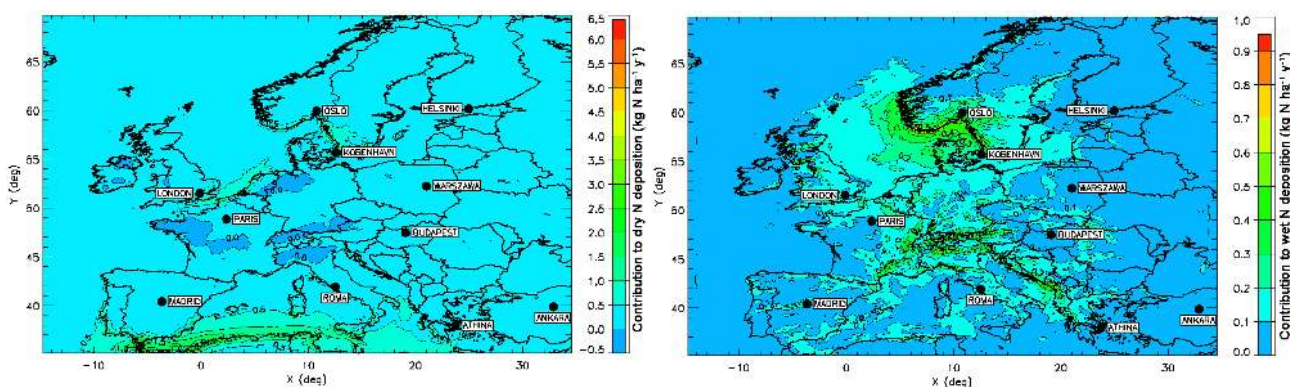 65
60
55
50
45
40
Y (deg)
-10
0
10
20
30
X (deg)
OSLO
HELSINKI
KOBENHAVN
LONDON
WARSZAWA
PARIS
BUDAPEST
MADRID
ROMA
ATHINA
ANKARA
6,5
6.0
5.5
5.0
4.5
4.0
3.5
3.0
2.5
2.0
1.5
1.0
0.5
0.0
-0.5
Contribution to dry N deposition (kg N ha⁻¹ y⁻¹)
65
60
55
50
45
40
Y (deg)
-10
0
10
20
30
X (deg)
OSLO
HELSINKI
KOBENHAVN
LONDON
WARSZAWA
PARIS
BUDAPEST
MADRID
ROMA
ATHINA
ANKARA
1,0
0.9
0.8
0.7
0.6
0.5
0.4
0.3
0.2
0.1
0.0
Contribution to wet N deposition (kg N ha⁻¹ y⁻¹)